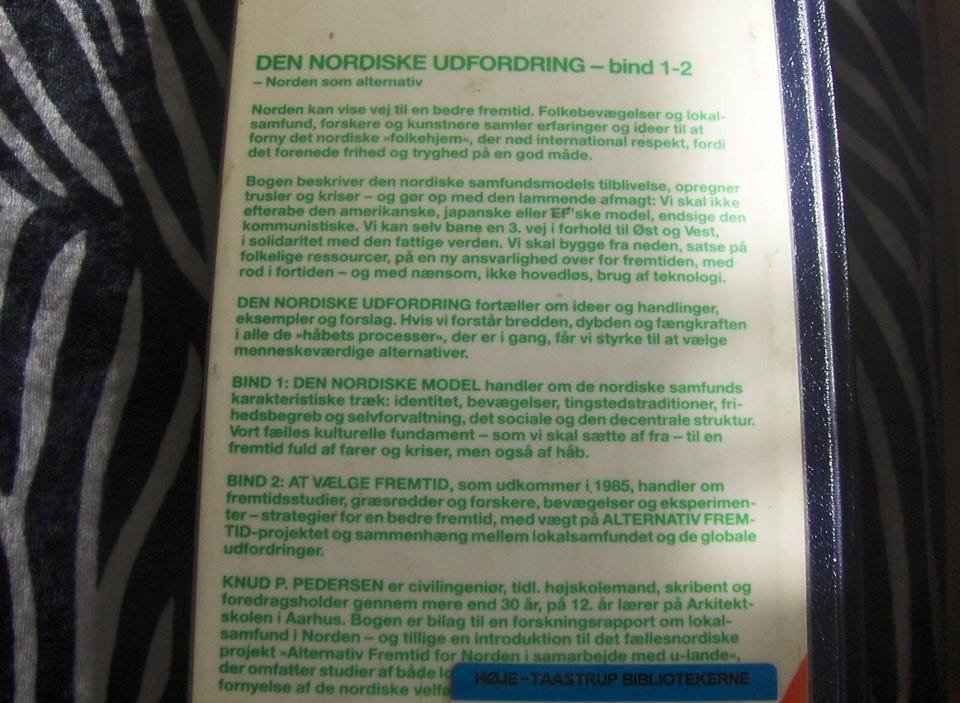 DEN NORDISKE UDFORDRING – bind 1-2
– Norden som alternativ
Norden kan vise vej til en bedre fremtid. Folkebevægelser og lokal-
samfund, forskere og kunstnere samler erfaringer og ideer til at
forny det nordiske »folkehjem«, der nød international respekt, fordi
det forenede frihed og tryghed på en god måde.
Bogen beskriver den nordiske samfundsmodels tilblivelse, opregner
trusler og kriser – og gør op med den lammende afmagt: Vi skal ikke
efterabe den amerikanske, japanske eller EF'ske model, endsige den
kommunistiske. Vi kan selv bane en 3. vej i forhold til Øst og Vest,
i solidaritet med den fattige verden. Vi skal bygge fra neden, satse på
folkelige ressourcer, på en ny ansvarlighed over for fremtiden, med
rod i fortiden – og med nænsom, ikke hovedløs, brug af teknologi.
DEN NORDISKE UDFORDRING fortæller om ideer og handlinger,
eksempler og forslag. Hvis vi forstår bredden, dybden og fængkraften
i alle de »håbets processer«, der er i gang, får vi styrke til at vælge
menneskeværdige alternativer.
BIND 1: DEN NORDISKE MODEL handler om de nordiske samfunds
karakteristiske træk: identitet, bevægelser, tingstedstraditioner, fri-
hedsbegreb og selvforvaltning, det sociale og den decentrale struktur.
Vort fælles kulturelle fundament – som vi skal sætte af fra – til en
fremtid fuld af farer og kriser, men også af håb.
BIND 2: AT VÆLGE FREMTID, som udkommer i 1985, handler om
fremtidsstudier, græsrødder og forskere, bevægelser og eksperimen-
ter – strategier for en bedre fremtid, med vægt på ALTERNATIV FREM-
TID-projektet og sammenhæng mellem lokalsamfundet og de globale
udfordringer.
KNUD P. PEDERSEN er civilingeniør, tidl. højskolemand, skribent og
foredragsholder gennem mere end 30 år, på 12. år lærer på Arkitekt-
skolen i Aarhus. Bogen er bilag til en forskningsrapport om lokal-
samfund i Norden – og tillige en introduktion til det fællesnordiske
projekt »Alternativ Fremtid for Norden i samarbejde med u-lande«,
der omfatter studier af både
fornyelse af de nordiske
HØJE-TAASTRUP BIBLIOTEKERNE